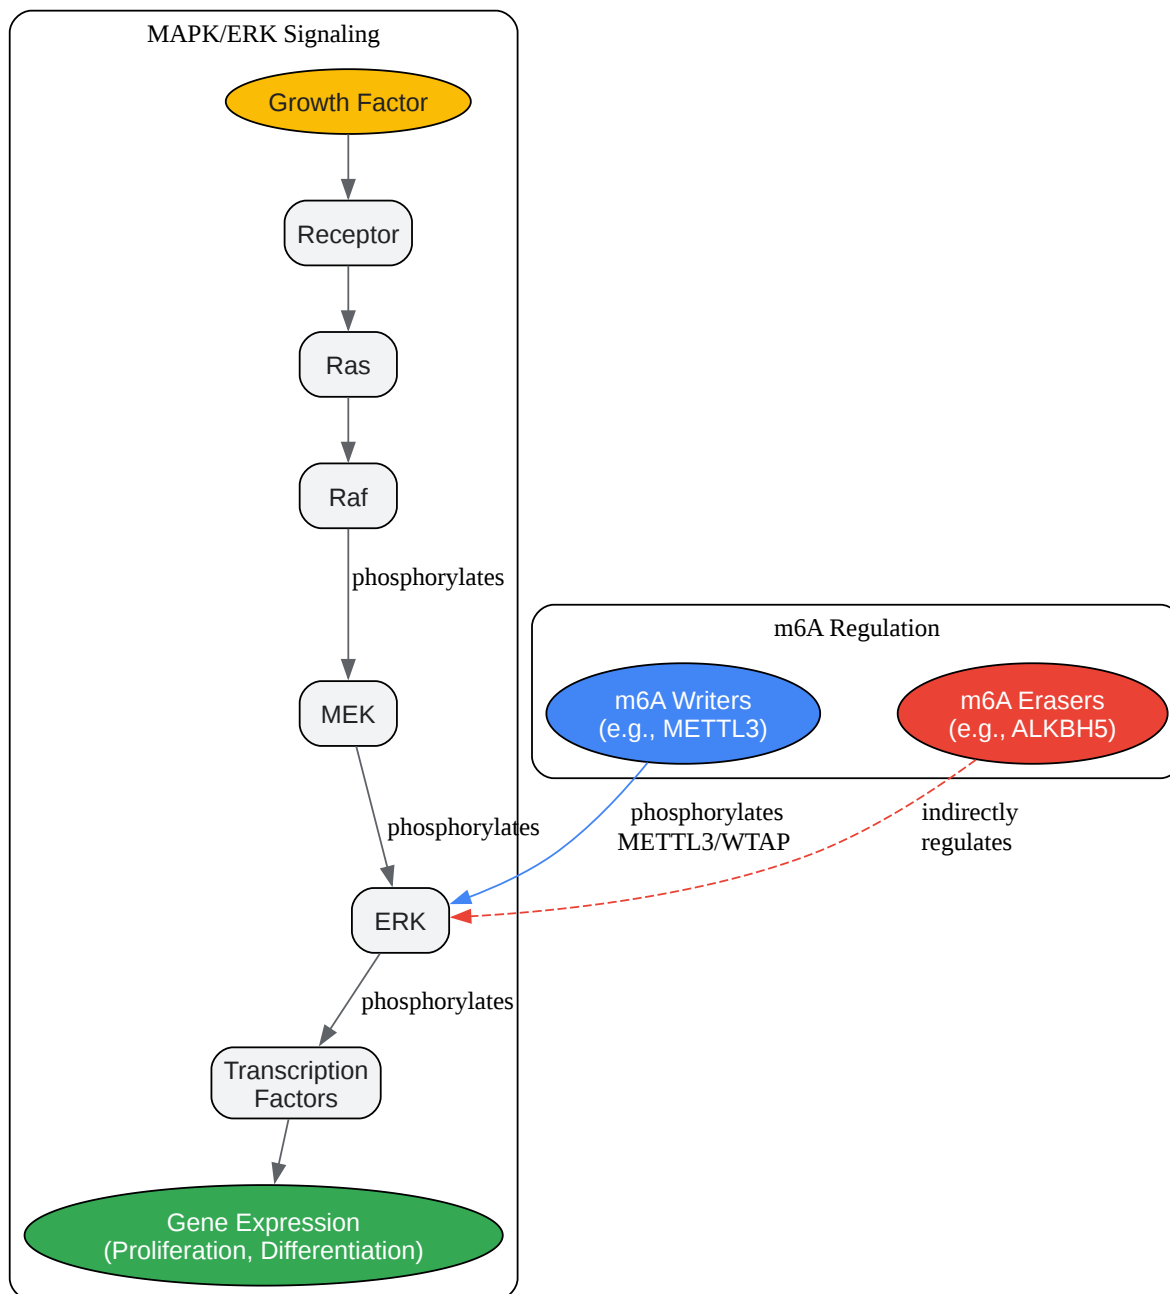 MAPK/ERK Signaling
Growth Factor
Receptor
Ras
Raf
phosphorylates
MEK
phosphorylates
ERK
phosphorylates
Transcription
Factors
Gene Expression
(Proliferation, Differentiation)
m6A Regulation
m6A Writers
(e.g., METTL3)
m6A Erasers
(e.g., ALKBH5)
phosphorylates
METTL3/WTAP
indirectly
regulates